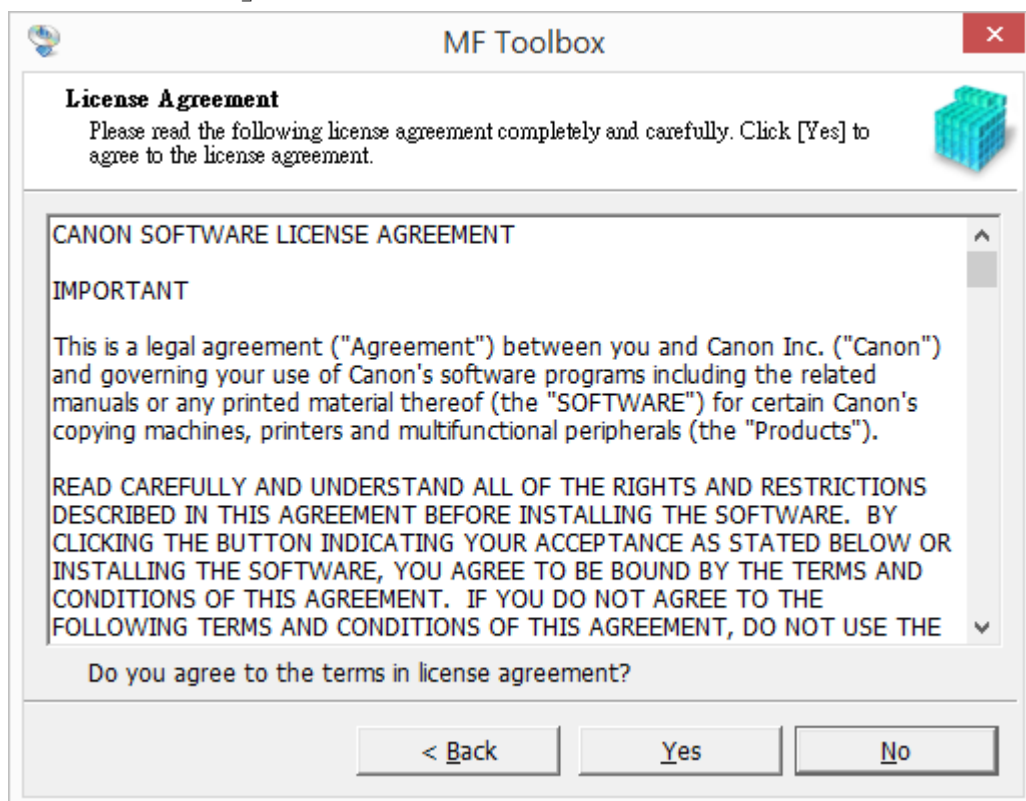 MF Toolbox
License Agreement
Please read the following license agreement completely and carefully. Click [Yes] to
agree to the license agreement.
CANON SOFTWARE LICENSE AGREEMENT
IMPORTANT
This is a legal agreement ("Agreement") between you and Canon Inc. ("Canon")
and governing your use of Canon's software programs including the related
manuals or any printed material thereof (the "SOFTWARE") for certain Canon's
copying machines, printers and multifunctional peripherals (the "Products").
READ CAREFULLY AND UNDERSTAND ALL OF THE RIGHTS AND RESTRICTIONS
DESCRIBED IN THIS AGREEMENT BEFORE INSTALLING THE SOFTWARE.  BY
CLICKING THE BUTTON INDICATING YOUR ACCEPTANCE AS STATED BELOW OR
INSTALLING THE SOFTWARE, YOU AGREE TO BE BOUND BY THE TERMS AND
CONDITIONS OF THIS AGREEMENT.  IF YOU DO NOT AGREE TO THE
FOLLOWING TERMS AND CONDITIONS OF THIS AGREEMENT, DO NOT USE THE
Do you agree to the terms in license agreement?
< Back
Yes
No